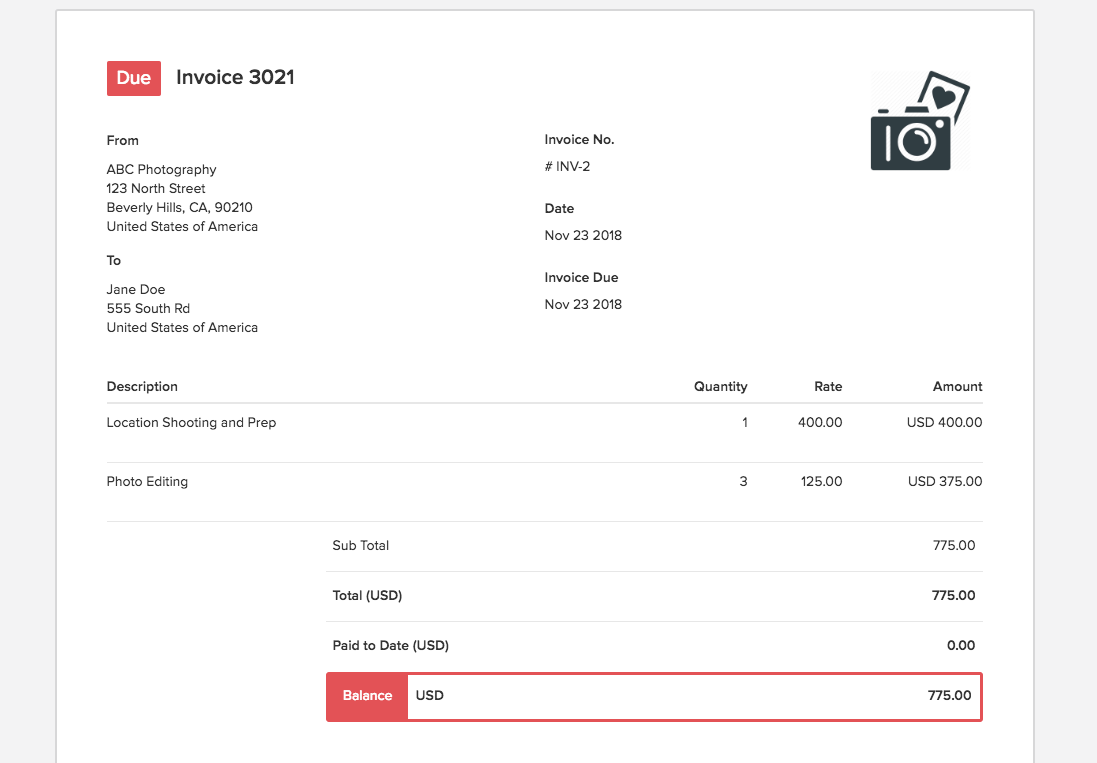 Due Invoice 3021
From
ABC Photography
123 North Street
Beverly Hills, CA, 90210
United States of America
To
Jane Doe
555 South Rd
United States of America
Invoice No.
# INV-2
Date
Nov 23 2018
Invoice Due
Nov 23 2018
Description Quantity Rate Amount
Location Shooting and Prep 1 400.00 USD 400.00
Photo Editing 3 125.00 USD 375.00
Sub Total 775.00
Total (USD) 775.00
Paid to Date (USD) 0.00
Balance USD 775.00